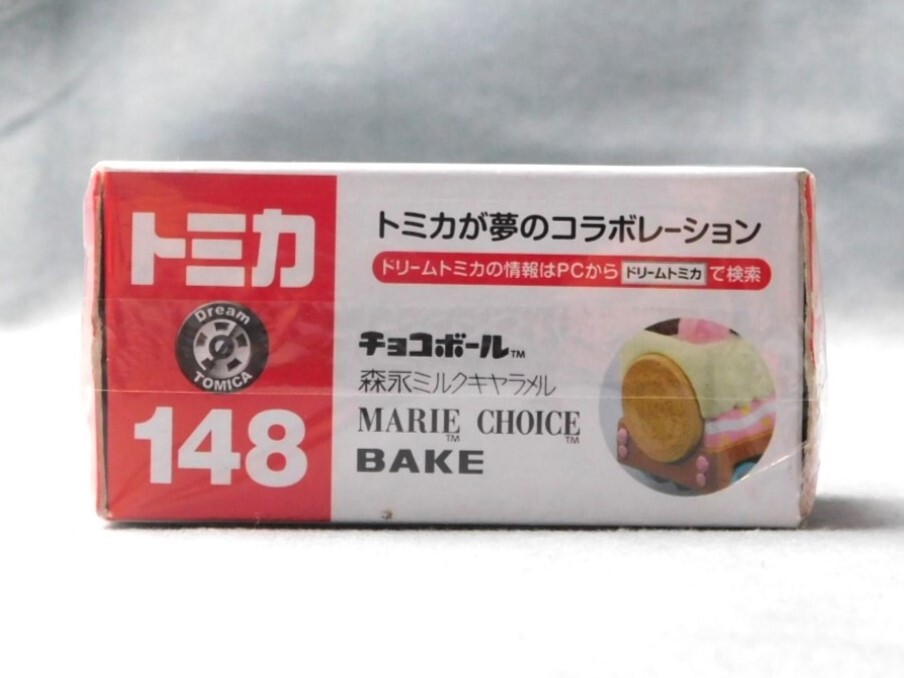 トミカ
Dream
TOMICA
148
トミカが夢のコラボレーション
ドリームトミカの情報はPCから ドリームトミカ で検索
チョコボール™
森永ミルクキャラメル
MARIE™ CHOICE™
BAKE